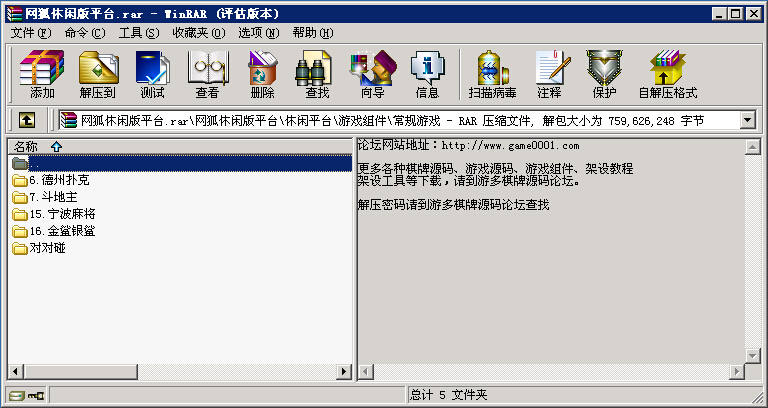 网狐休闲版平台.rar - WinRAR (评估版本)
文件(F) 命令(C) 工具(S) 收藏夹(O) 选项(N) 帮助(H)
添加 解压到 测试 查看 删除 查找 向导 信息 扫描病毒 注释 保护 自解压格式
网狐休闲版平台.rar\网狐休闲版平台\休闲平台\游戏组件\常规游戏 - RAR 压缩文件, 解包大小为 759,626,248 字节
名称
..
6.德州扑克
7.斗地主
15.宁波麻将
16.金鲨银鲨
对对碰
论坛网站地址：http://www.game0001.com
更多各种棋牌源码、游戏源码、游戏组件、架设教程
架设工具等下载，请到游多棋牌源码论坛。
解压密码请到游多棋牌源码论坛查找
总计 5 文件夹